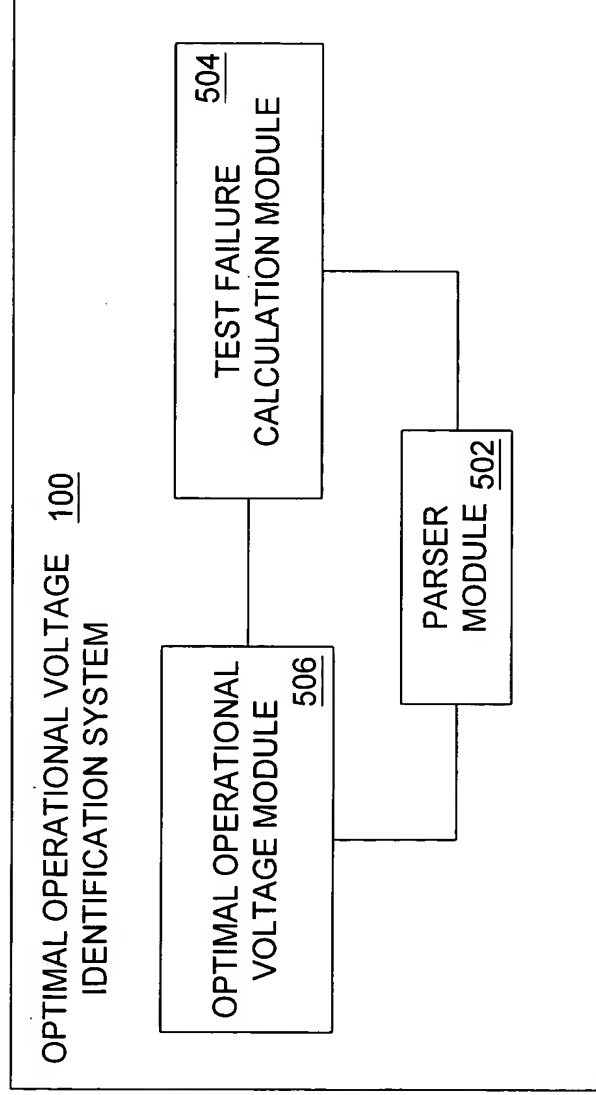 OPTIMAL OPERATIONAL VOLTAGE 100
IDENTIFICATION SYSTEM
OPTIMAL OPERATIONAL
VOLTAGE MODULE
506
504
TEST FAILURE
CALCULATION MODULE
PARSER
MODULE 502